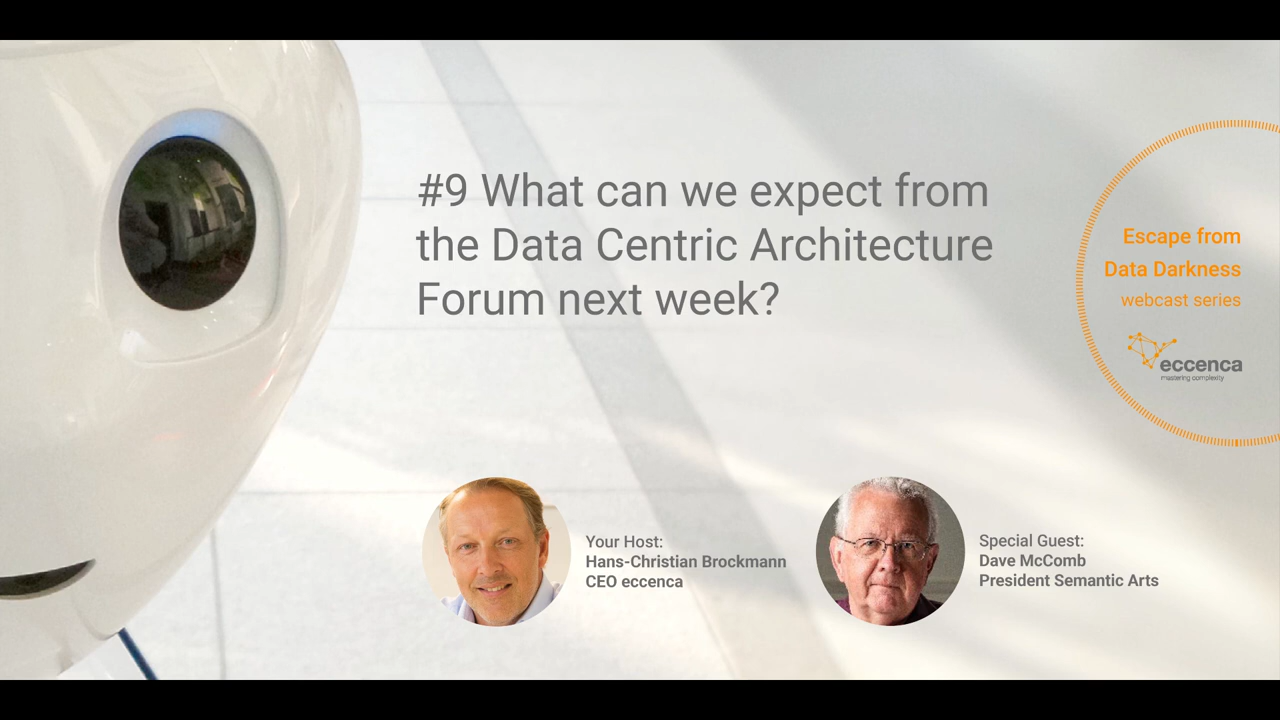 #9 What can we expect from
the Data Centric Architecture
Forum next week?
Escape from
Data Darkness
webcast series
eccenca
mastering complexity
Your Host:
Hans-Christian Brockmann
CEO eccenca
Special Guest:
Dave McComb
President Semantic Arts